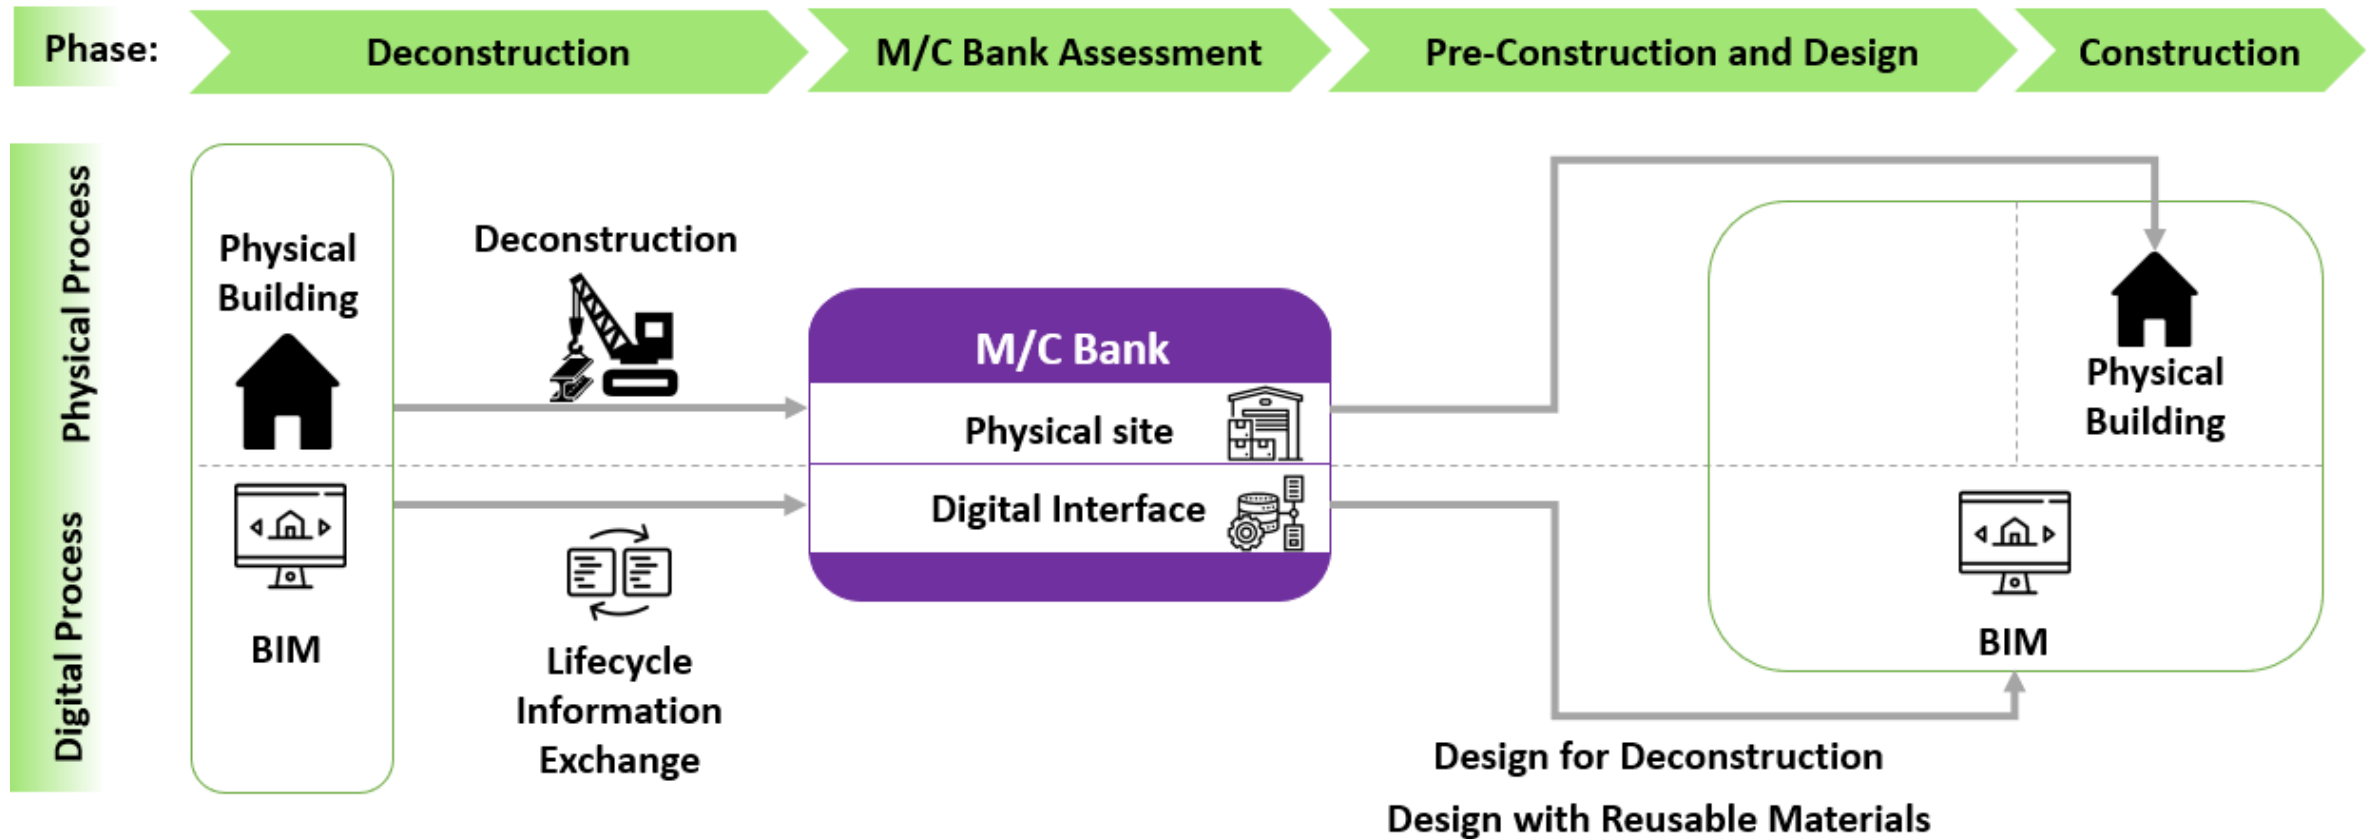 Phase:
Deconstruction
M/C Bank Assessment
Pre-Construction and Design
Construction
Physical Process
Digital Process
Physical
Building
BIM
Deconstruction
Lifecycle
Information
Exchange
M/C Bank
Physical site
Digital Interface
Design for Deconstruction
Design with Reusable Materials
Physical
Building
BIM